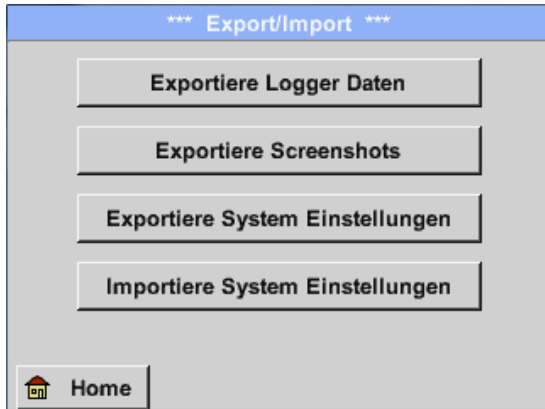 *** Export/Import ***
Exportiere Logger Daten
Exportiere Screenshots
Exportiere System Einstellungen
Importiere System Einstellungen
Home